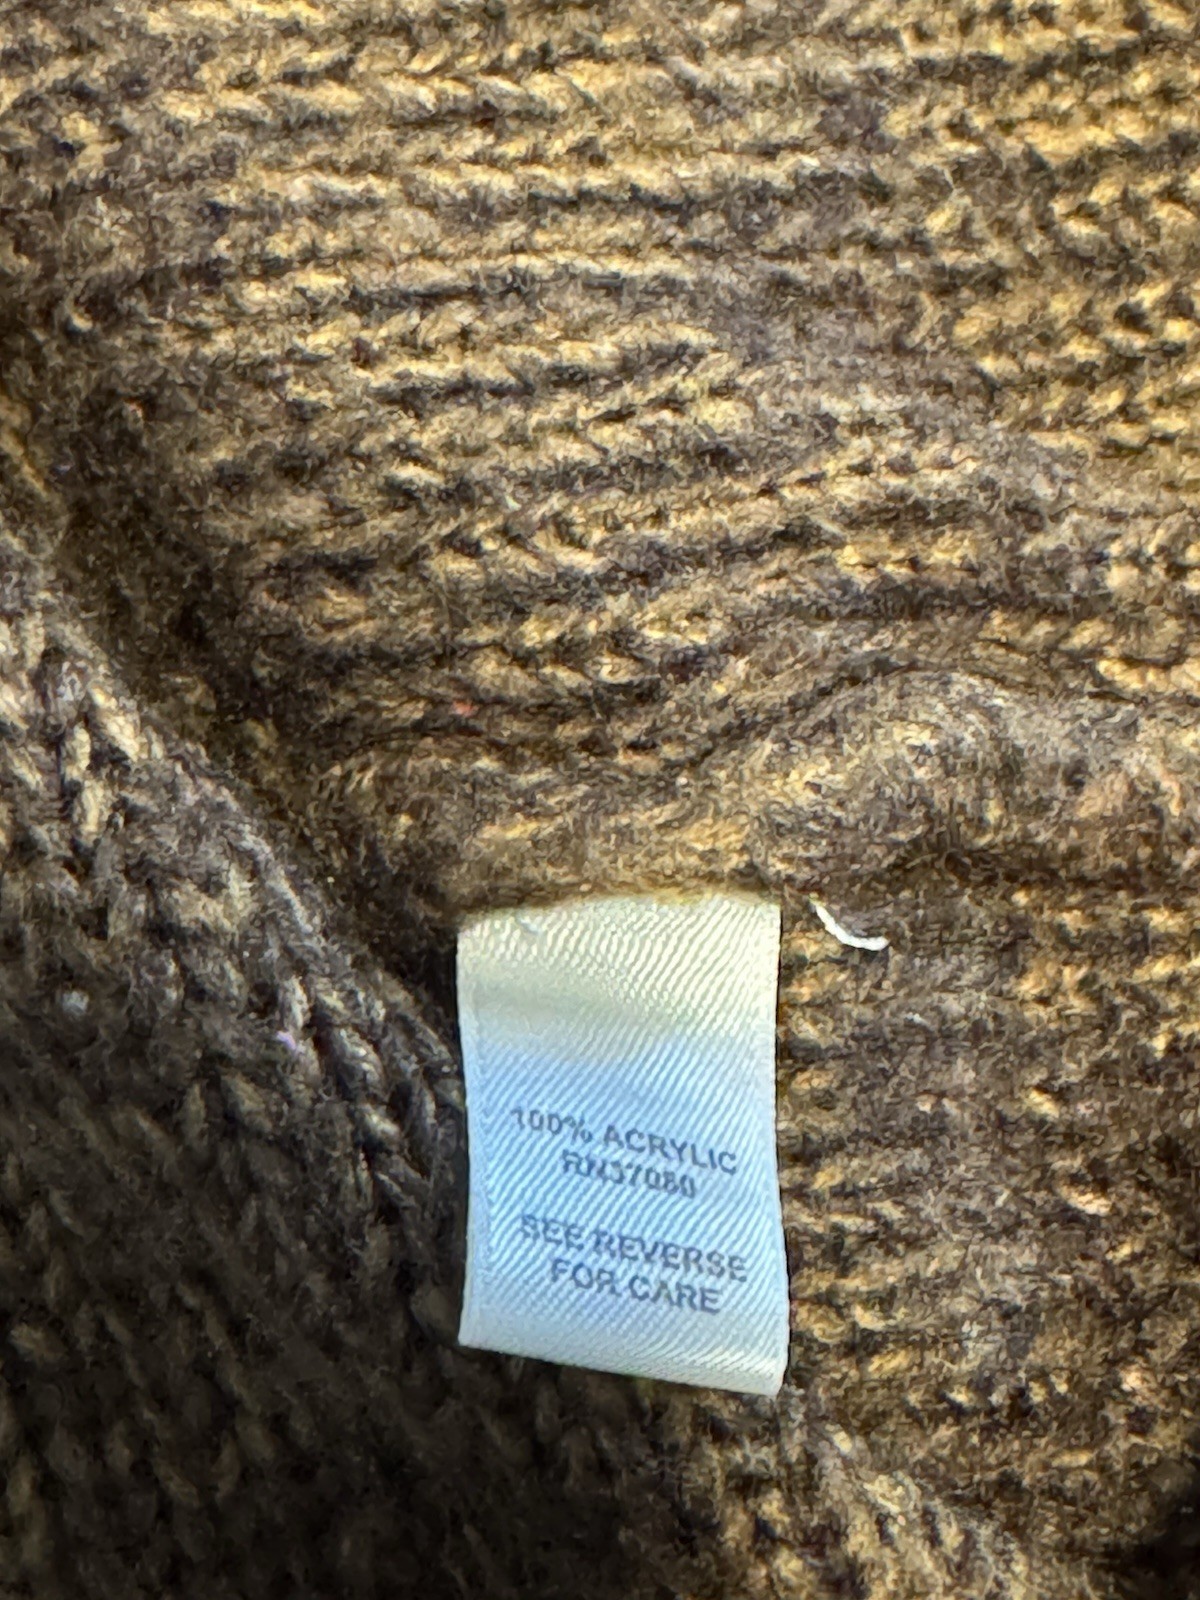 100% ACRYLIC
RN37080
SEE REVERSE
FOR CARE